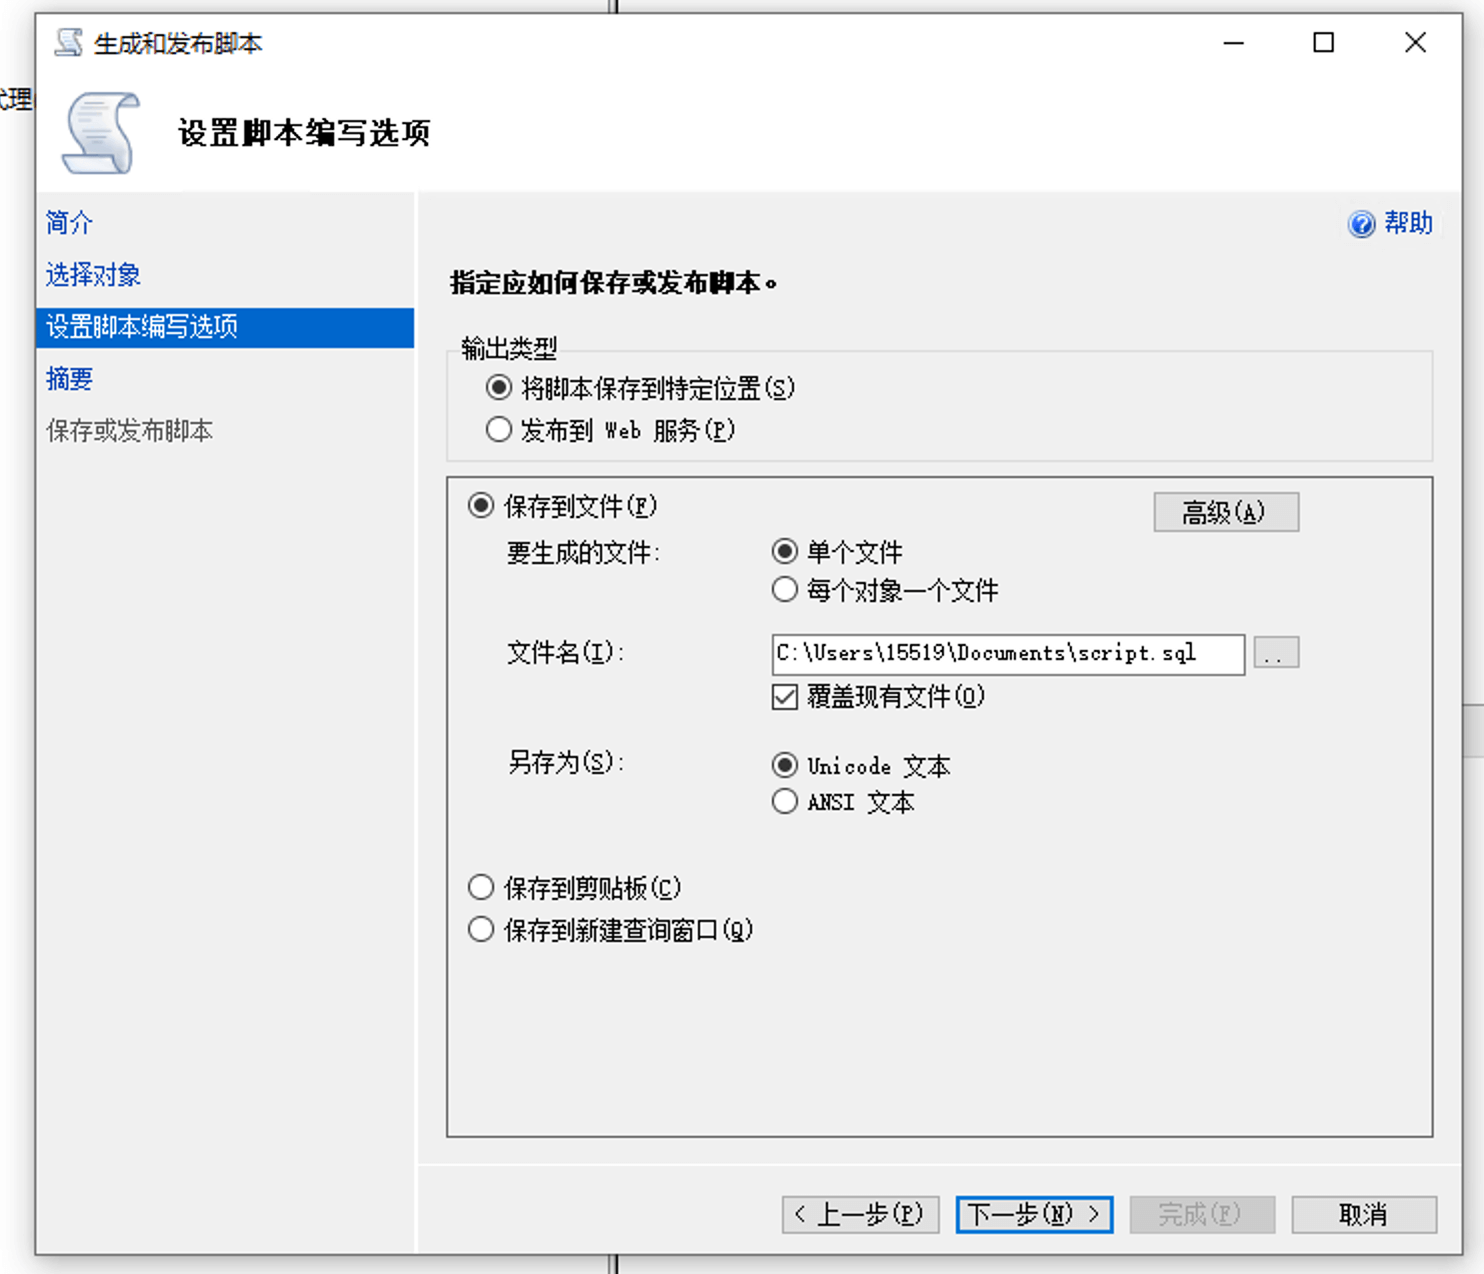 生成和发布脚本
设置脚本编写选项
简介
选择对象
设置脚本编写选项
摘要
保存或发布脚本
帮助
指定应如何保存或发布脚本。
输出类型
将脚本保存到特定位置(S)
发布到 Web 服务(P)
保存到文件(F)
高级(A)
要生成的文件:
单个文件
每个对象一个文件
文件名(I):
C:\Users\15519\Documents\script.sql
..
覆盖现有文件(O)
另存为(S):
Unicode 文本
ANSI 文本
保存到剪贴板(C)
保存到新建查询窗口(Q)
< 上一步(P)
下一步(N) >
完成(F)
取消